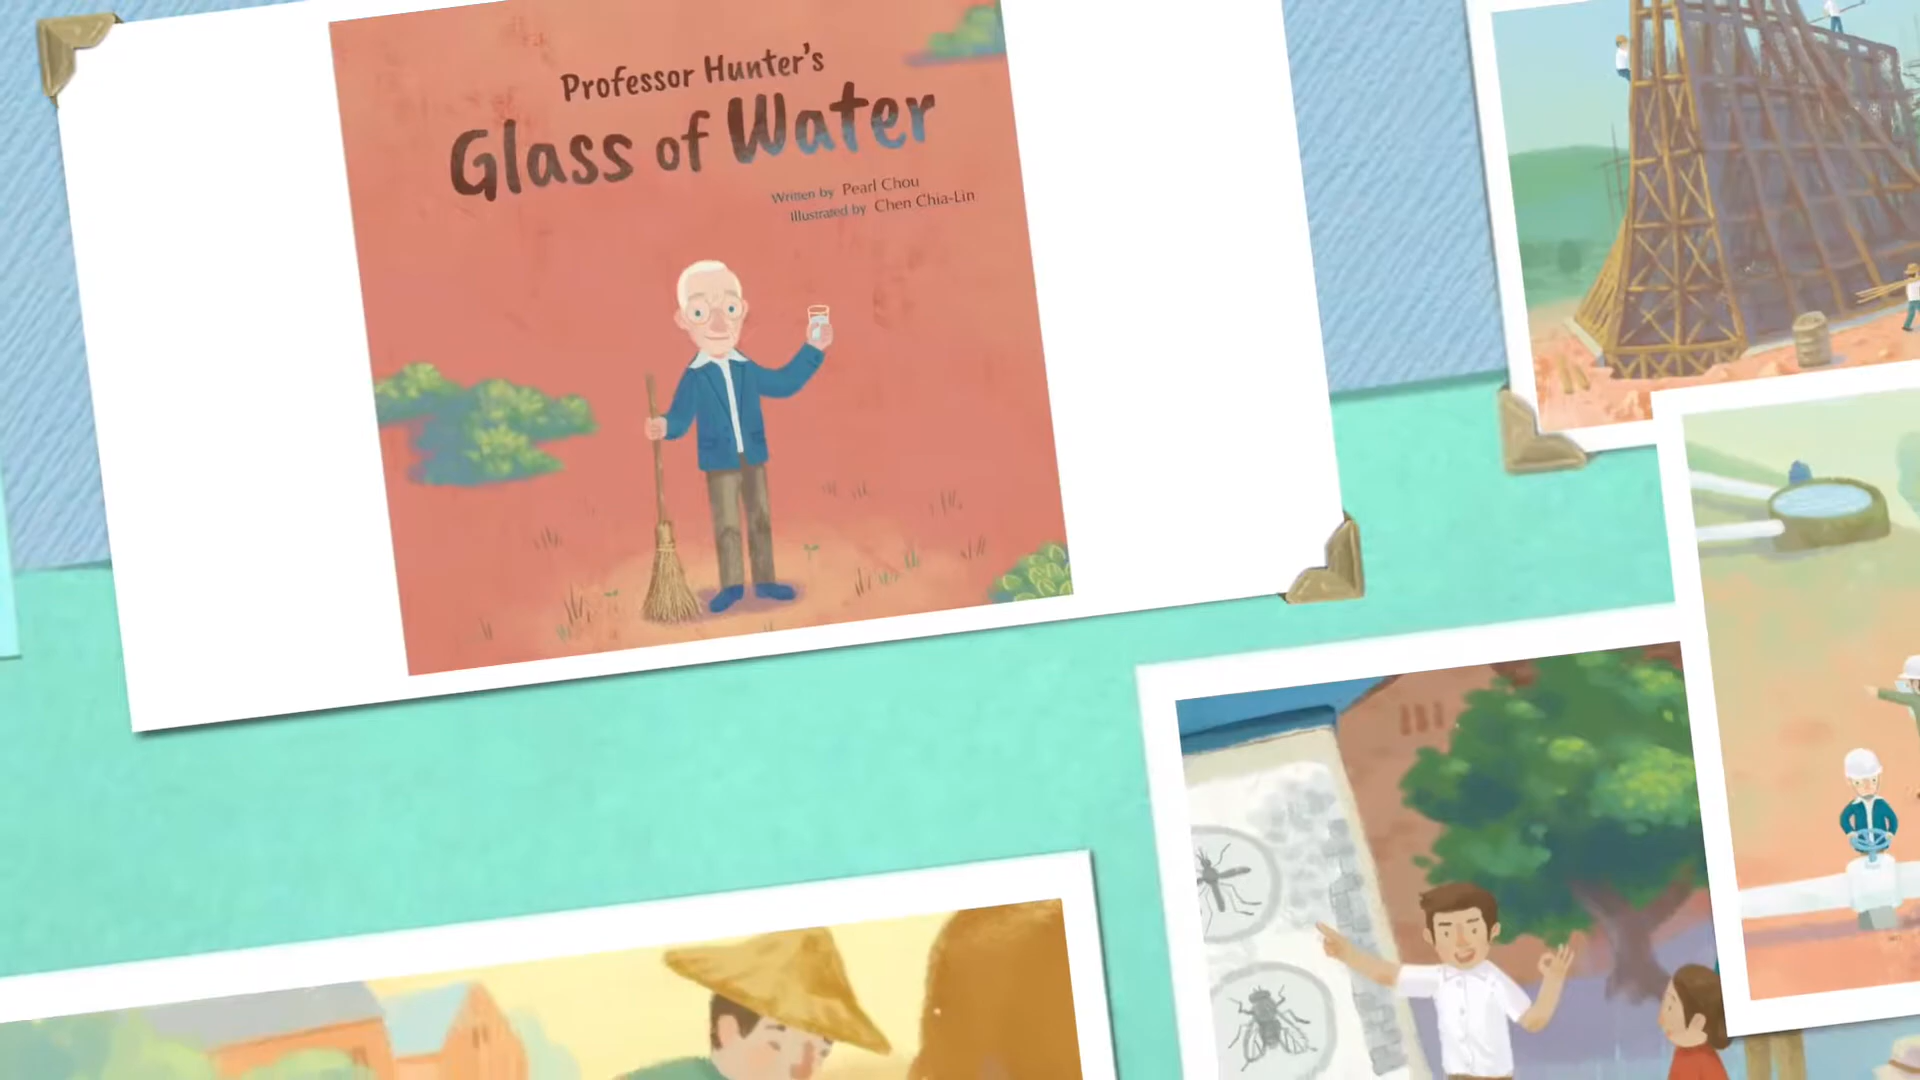 Professor Hunter's
Glass of Water
Written by Pearl Chou
Illustrated by Chen Chia-Lin